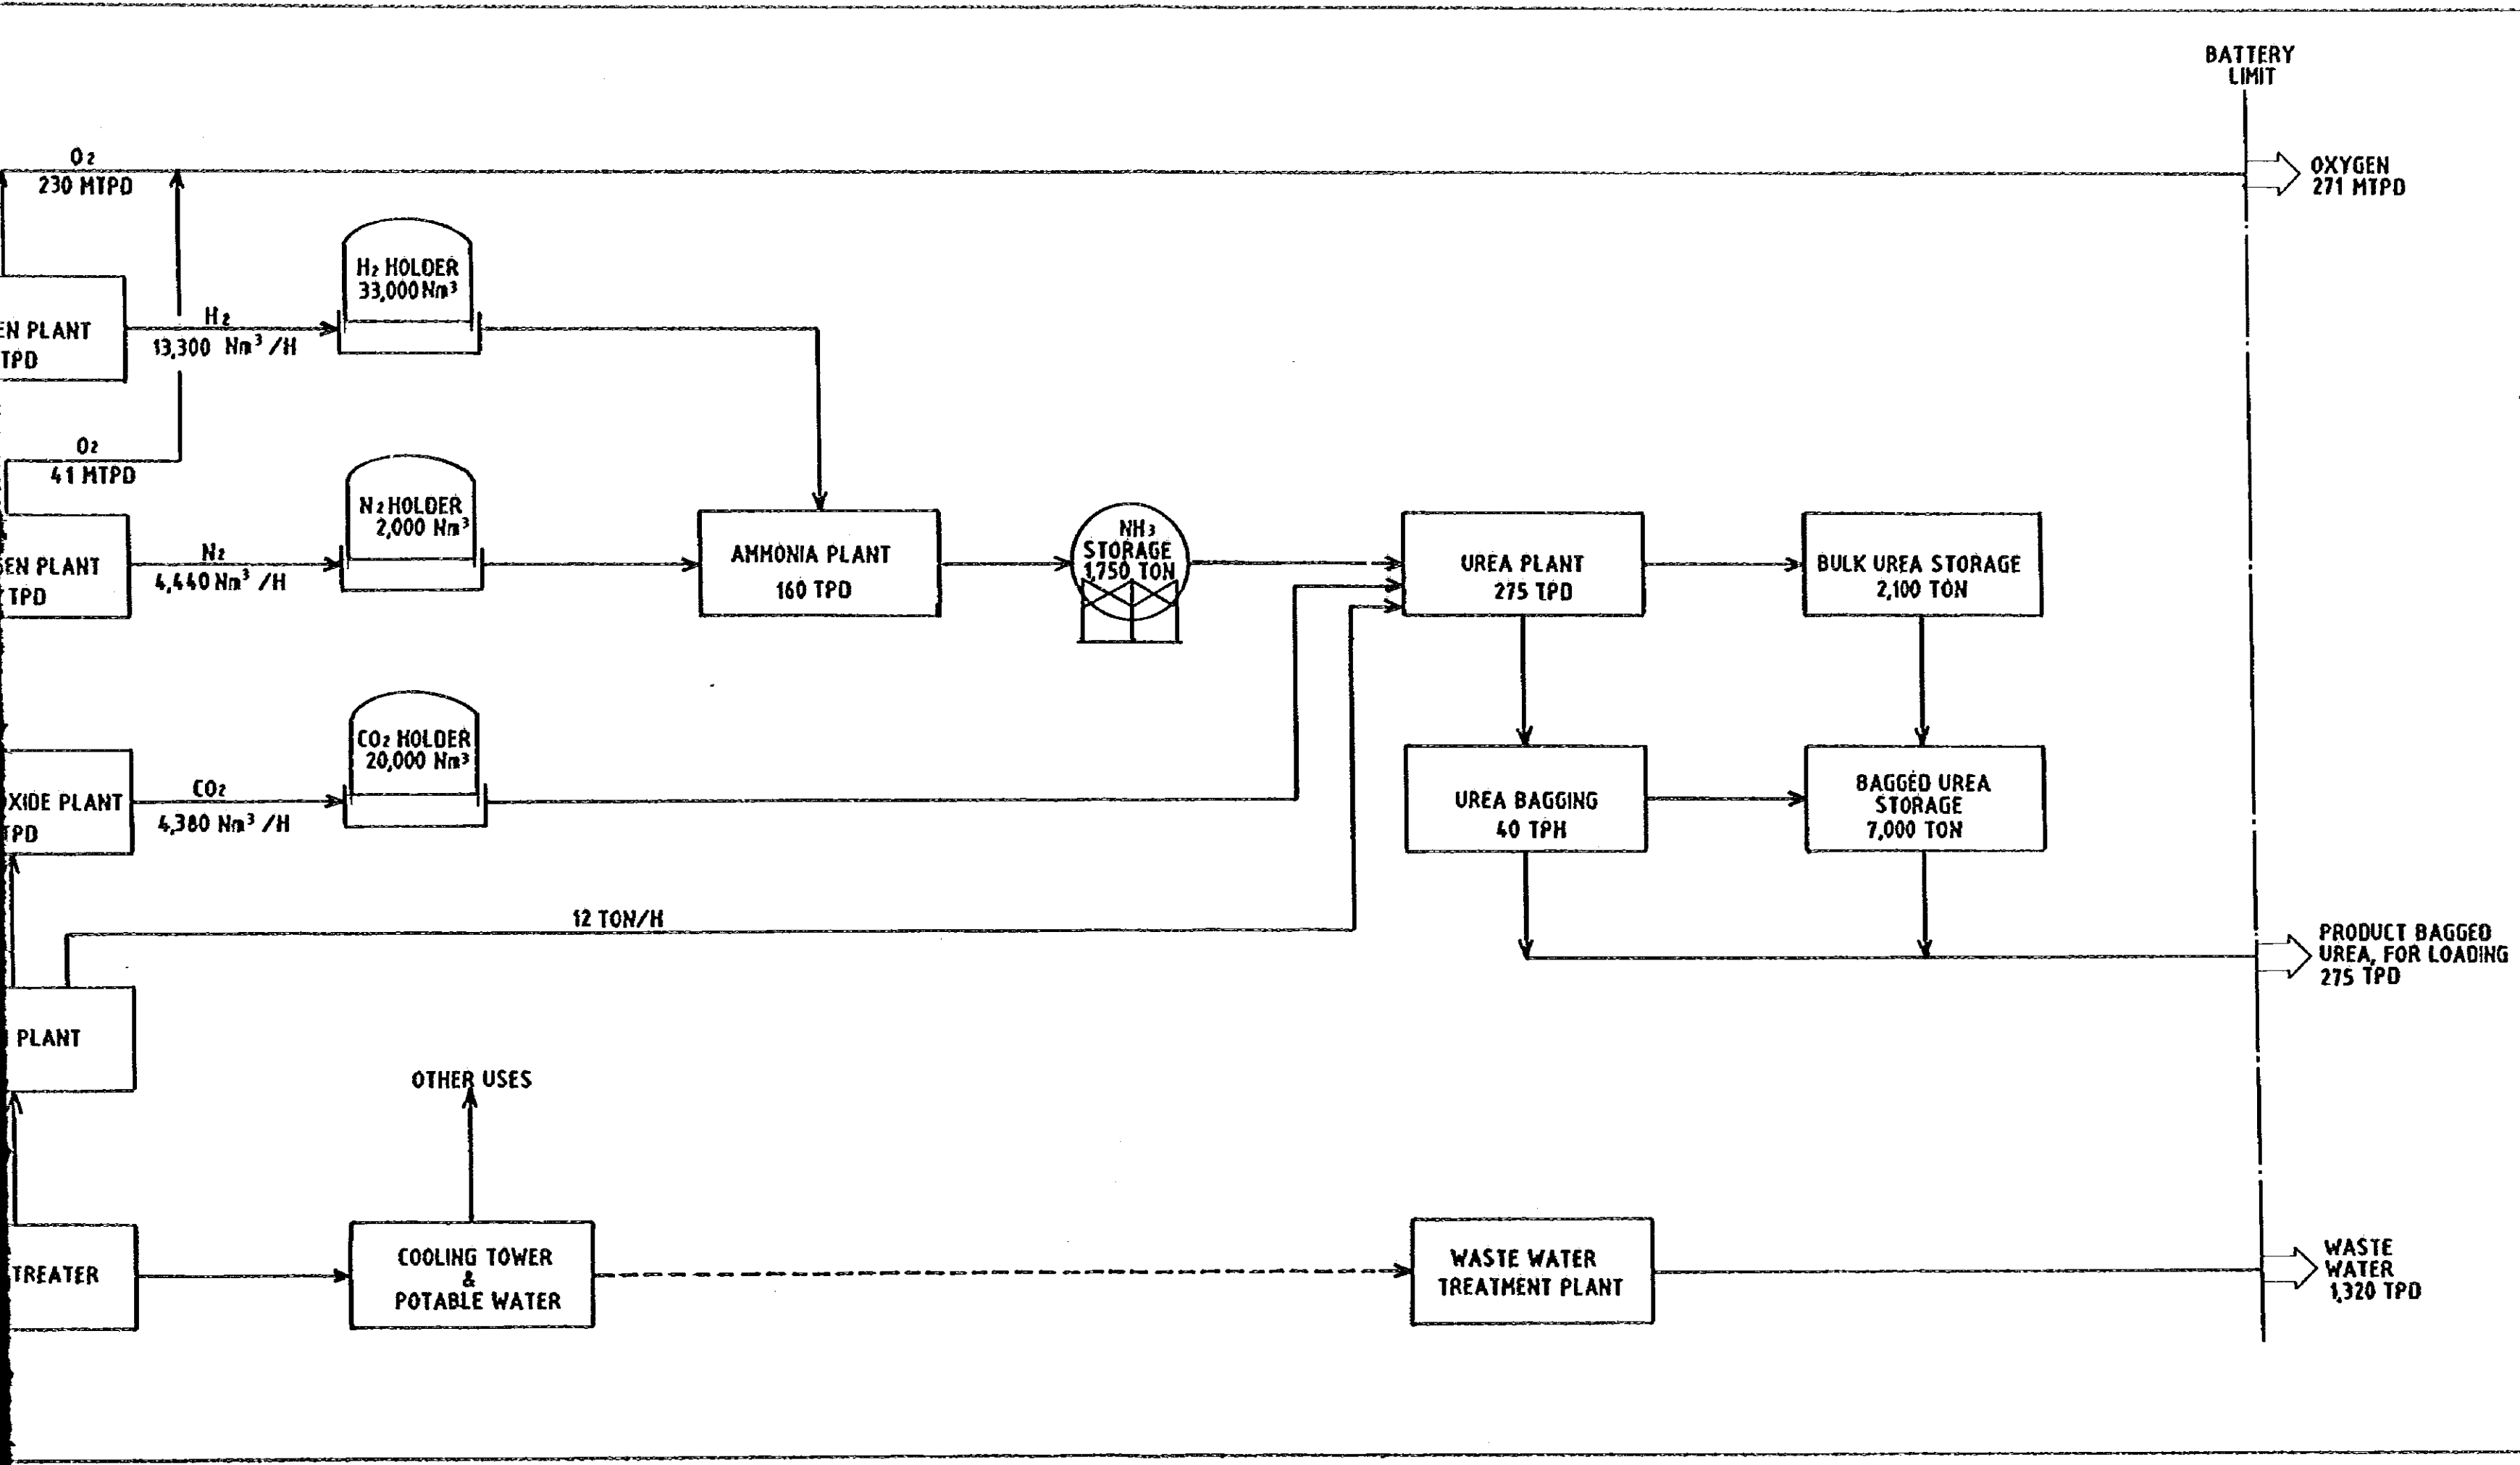 BATTERY
LIMIT
O2
230 MTPD
OXYGEN
271 MTPD
H2 HOLDER
33,000 Nm³
EN PLANT
TPD
H2
13,300 Nm³/H
O2
41 MTPD
N2 HOLDER
2,000 Nm³
EN PLANT
TPD
N2
4,440 Nm³/H
AMMONIA PLANT
160 TPD
NH3
STORAGE
1,750 TON
UREA PLANT
275 TPD
BULK UREA STORAGE
2,100 TON
CO2 HOLDER
20,000 Nm³
XIDE PLANT
TPD
CO2
4,380 Nm³/H
UREA BAGGING
40 TPH
BAGGED UREA
STORAGE
7,000 TON
12 TON/H
PRODUCT BAGGED
UREA, FOR LOADING
275 TPD
PLANT
OTHER USES
TREATER
COOLING TOWER
&
POTABLE WATER
WASTE WATER
TREATMENT PLANT
WASTE
WATER
1,320 TPD